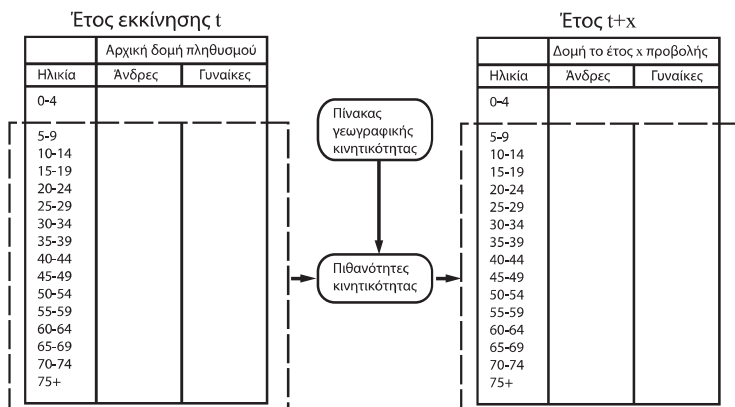 Έτος εκκίνησης t
Αρχική δομή πληθυσμού
Ηλικία Άνδρες Γυναίκες
0-4
5-9
10-14
15-19
20-24
25-29
30-34
35-39
40-44
45-49
50-54
55-59
60-64
65-69
70-74
75+
Πίνακας
γεωγραφικής
κινητικότητας
Πιθανότητες
κινητικότητας
Έτος t+x
Δομή το έτος x προβολής
Ηλικία Άνδρες Γυναίκες
0-4
5-9
10-14
15-19
20-24
25-29
30-34
35-39
40-44
45-49
50-54
55-59
60-64
65-69
70-74
75+